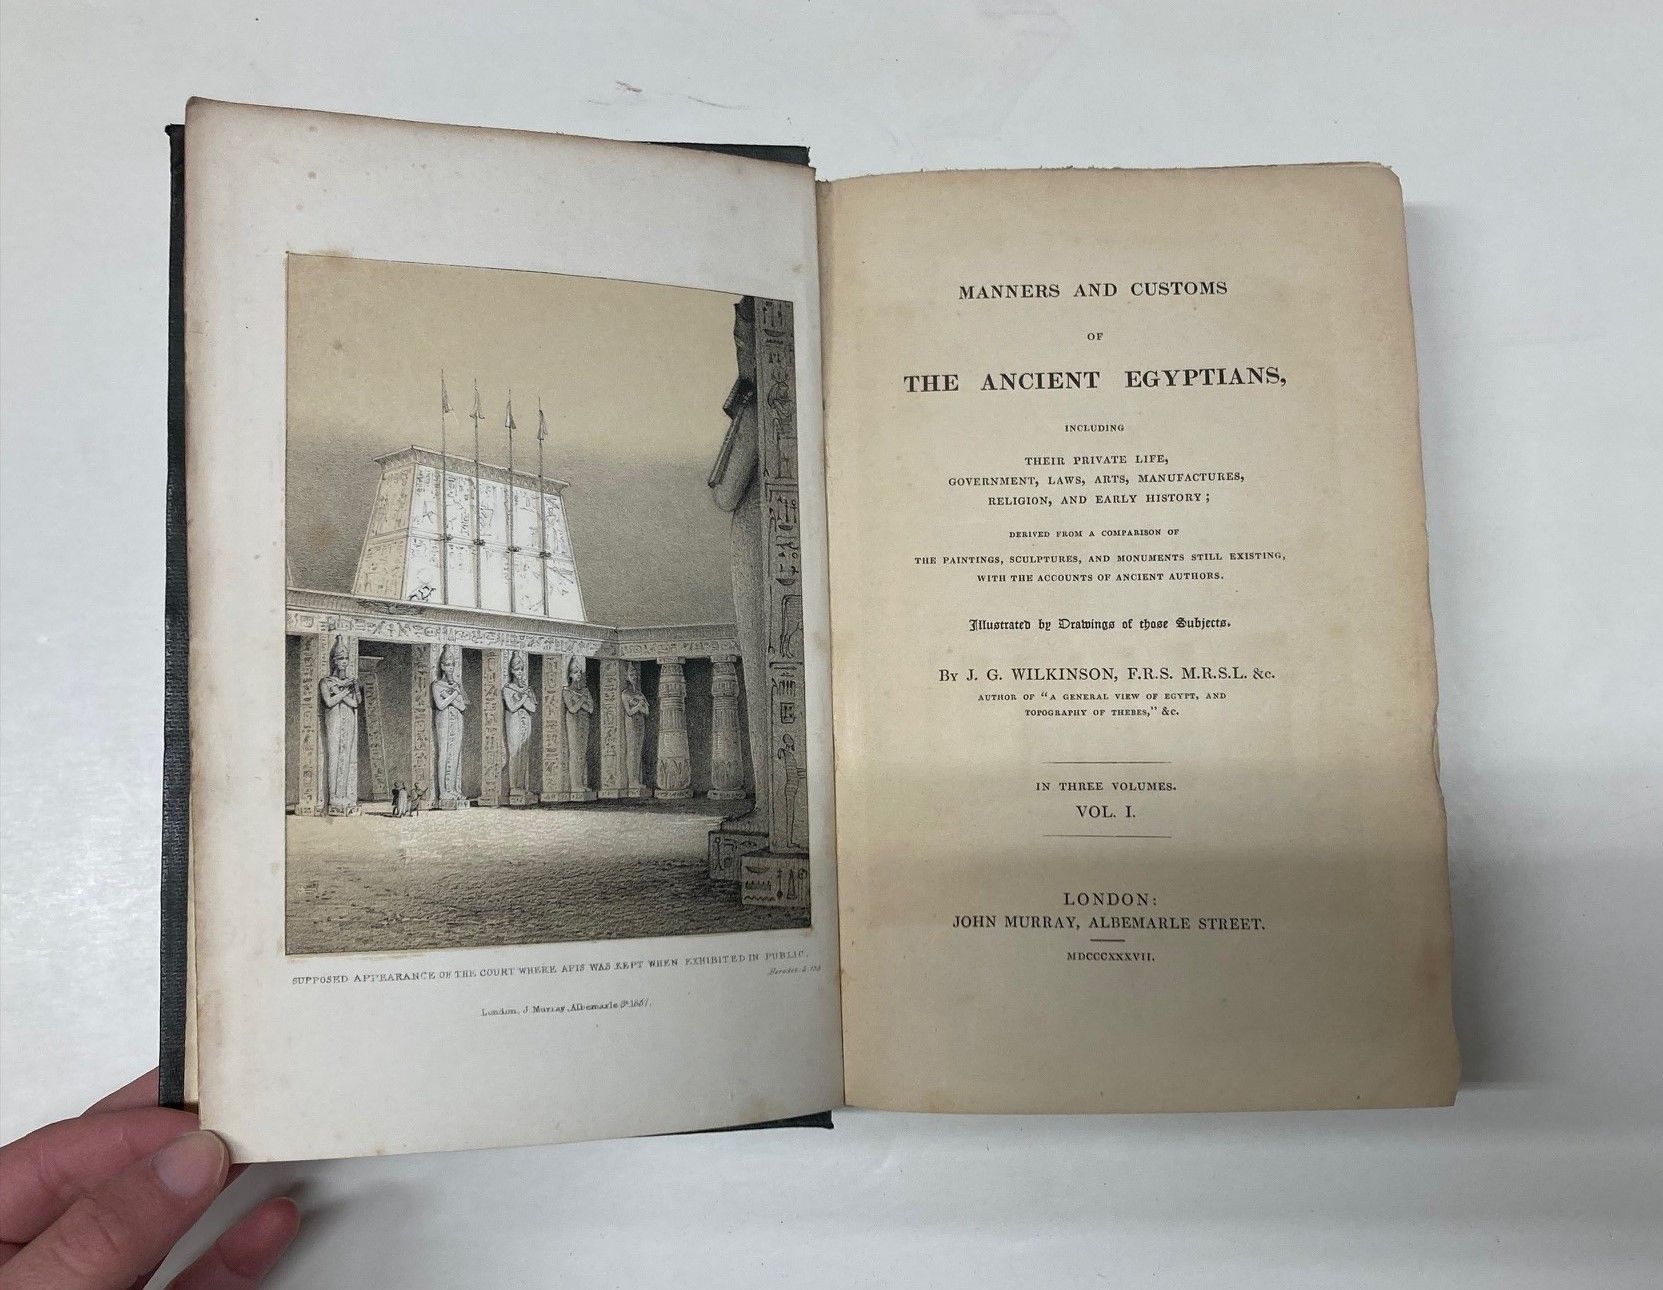 SUPPOSED APPEARANCE OF THE COURT WHERE APIS WAS KEPT WHEN EXHIBITED IN PUBLIC.
London, J. Murray, Albemarle St. 1837.
MANNERS AND CUSTOMS
OF
THE ANCIENT EGYPTIANS,
INCLUDING
THEIR PRIVATE LIFE,
GOVERNMENT, LAWS, ARTS, MANUFACTURES,
RELIGION, AND EARLY HISTORY;
DERIVED FROM A COMPARISON OF
THE PAINTINGS, SCULPTURES, AND MONUMENTS STILL EXISTING,
WITH THE ACCOUNTS OF ANCIENT AUTHORS.
Illustrated by Drawings of those Subjects.
By J. G. WILKINSON, F.R.S. M.R.S.L. &c.
AUTHOR OF "A GENERAL VIEW OF EGYPT, AND
TOPOGRAPHY OF THEBES," &c.
IN THREE VOLUMES.
VOL. I.
LONDON:
JOHN MURRAY, ALBEMARLE STREET.
MDCCCXXXVII.